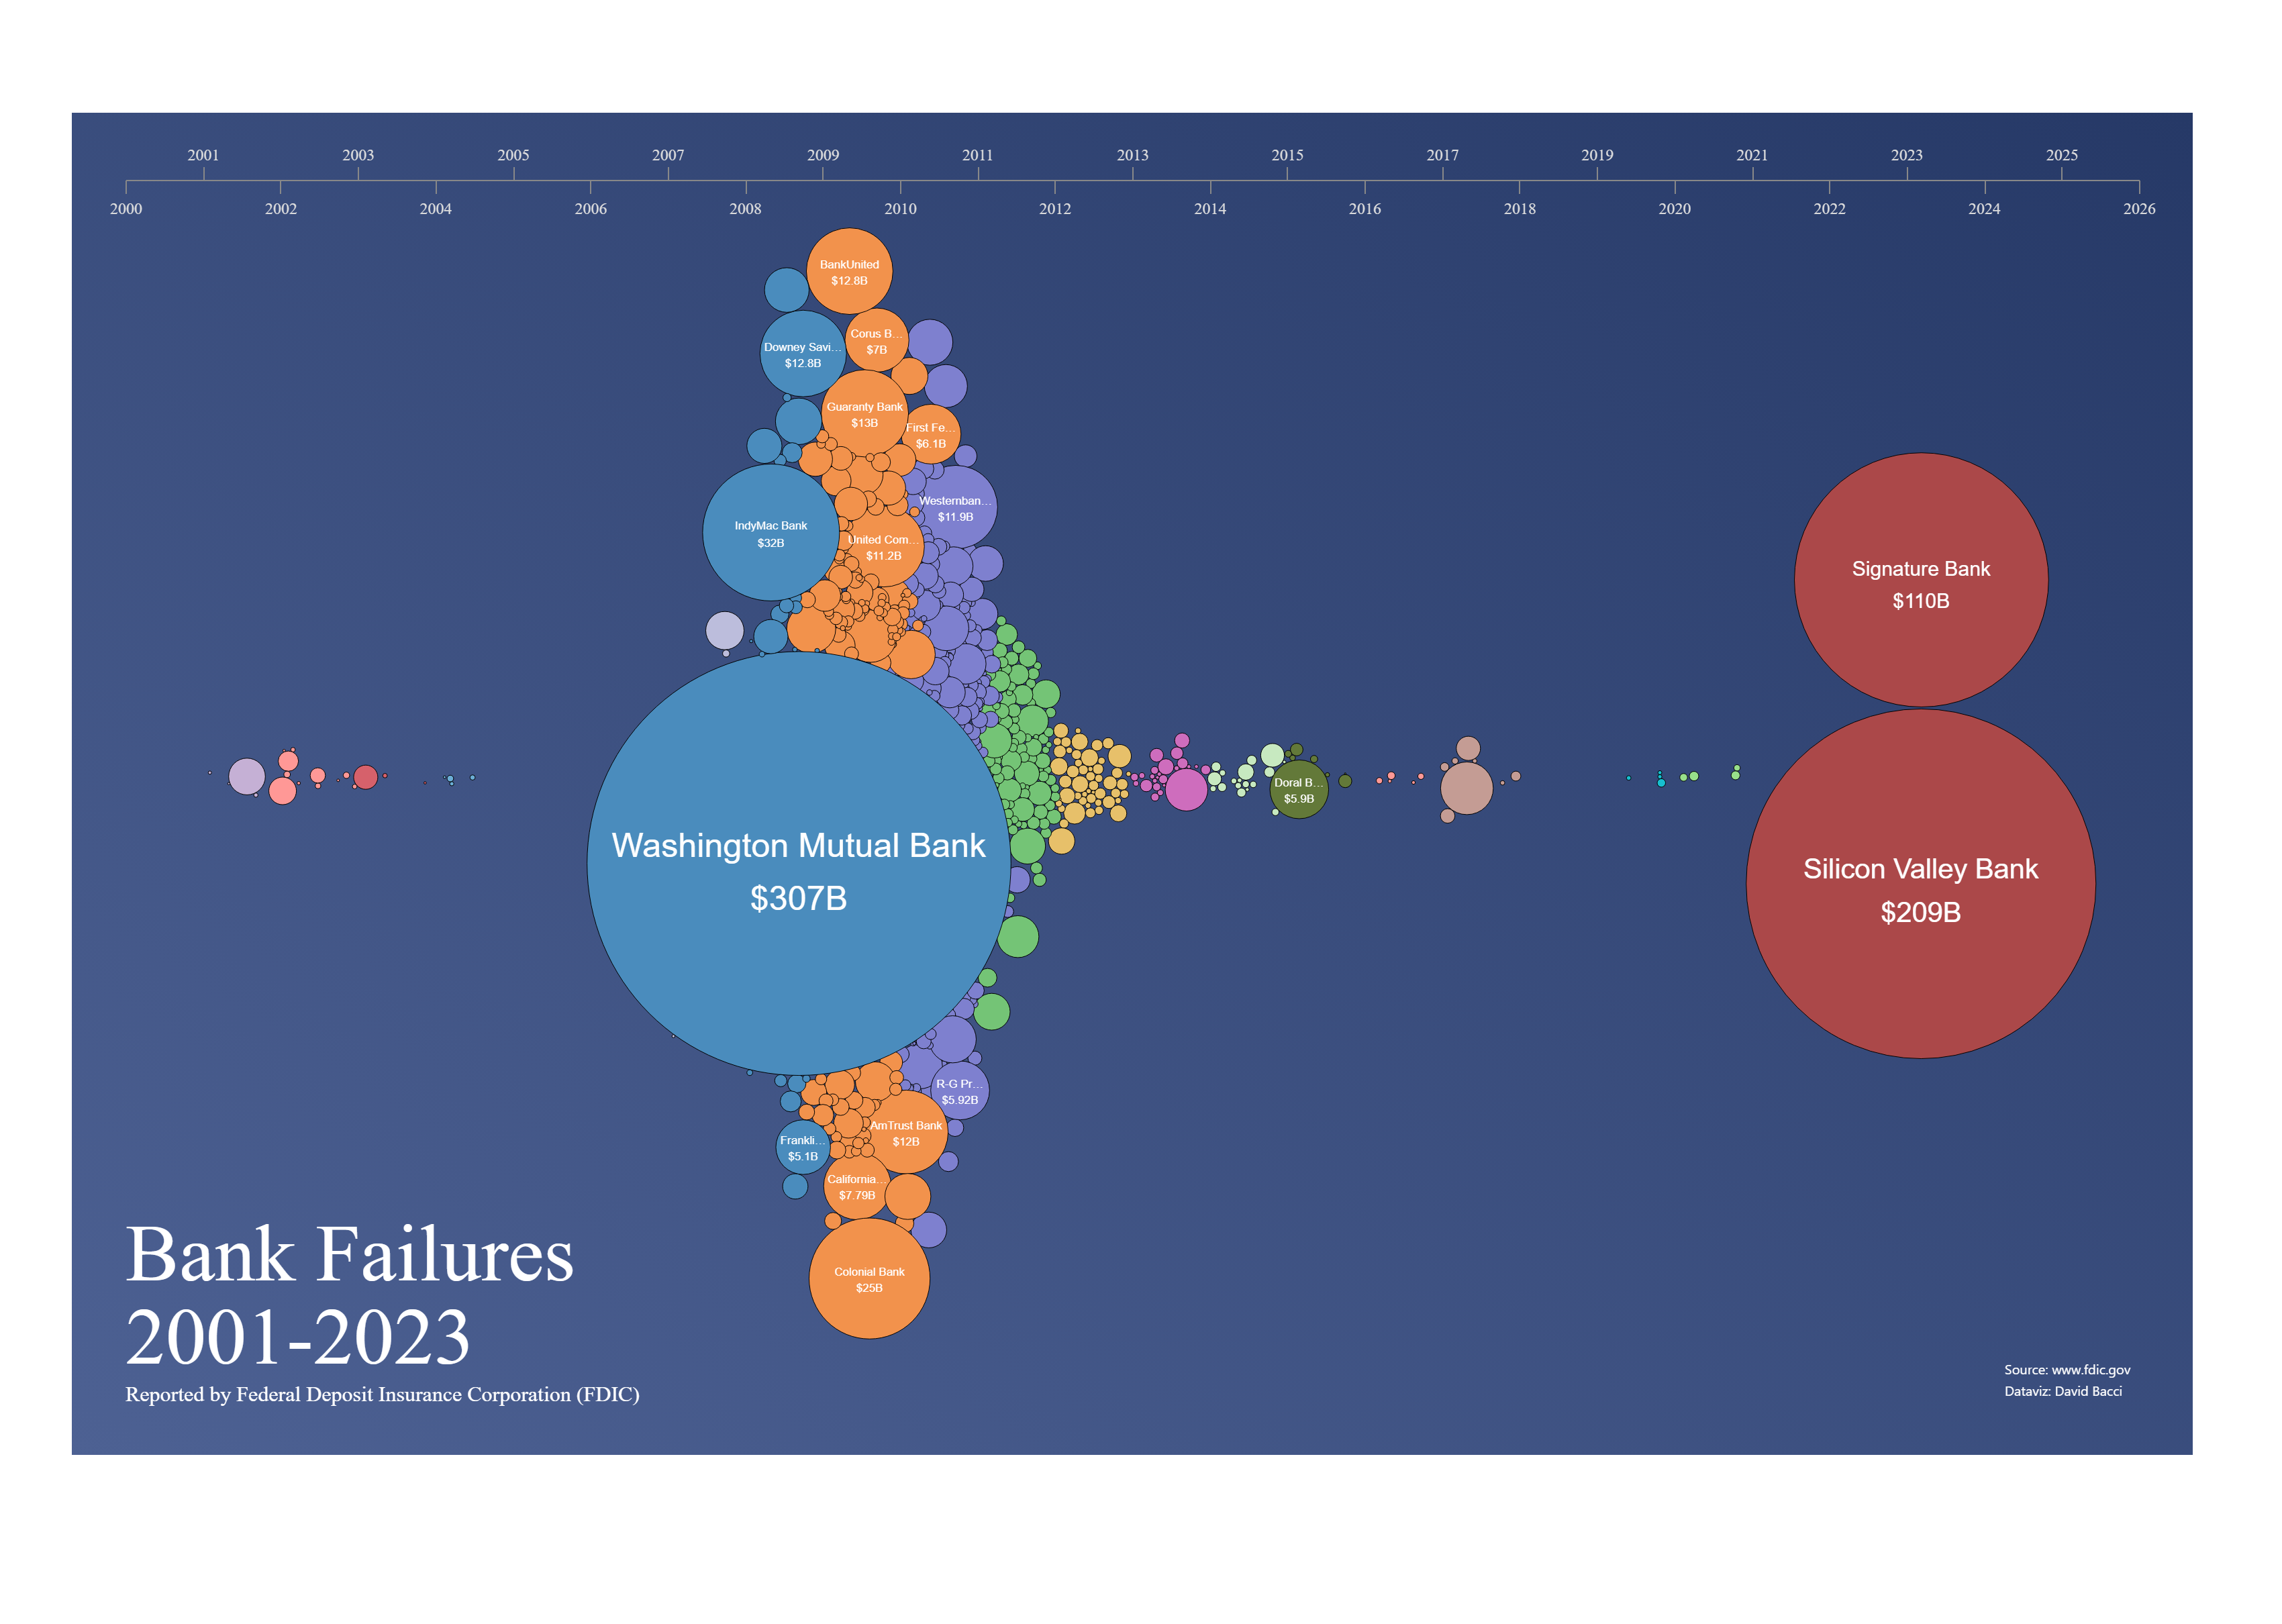 2001 2003 2005 2007 2009 2011 2013 2015 2017 2019 2021 2023 2025
2000 2002 2004 2006 2008 2010 2012 2014 2016 2018 2020 2022 2024 2026
BankUnited
$12.8B
Corus B...
$7B
Downey Savi...
$12.8B
Guaranty Bank
$13B
First Fe...
$6.1B
Westernban...
$11.9B
IndyMac Bank
$32B
United Com...
$11.2B
Signature Bank
$110B
Doral B...
$5.9B
Washington Mutual Bank
$307B
Silicon Valley Bank
$209B
R-G Pr...
$5.92B
AmTrust Bank
$12B
Frankli...
$5.1B
California...
$7.79B
Colonial Bank
$25B
Bank Failures
2001-2023
Reported by Federal Deposit Insurance Corporation (FDIC)
Source: www.fdic.gov
Dataviz: David Bacci